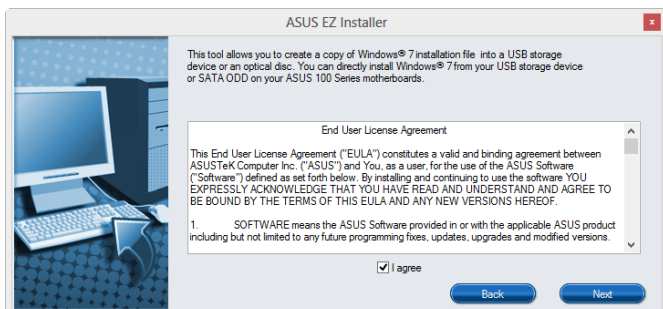 ASUS EZ Installer
x
This tool allows you to create a copy of Windows® 7 installation file into a USB storage
device or an optical disc. You can directly install Windows® 7 from your USB storage device
or SATA ODD on your ASUS 100 Series motherboards.
End User License Agreement
This End User License Agreement ("EULA") constitutes a valid and binding agreement between
ASUSTeK Computer Inc. ("ASUS") and You, as a user, for the use of the ASUS Software
("Software") defined as set forth below. By installing and continuing to use the software YOU
EXPRESSLY ACKNOWLEDGE THAT YOU HAVE READ AND UNDERSTAND AND AGREE TO
BE BOUND BY THE TERMS OF THIS EULA AND ANY NEW VERSIONS HEREOF.
1. SOFTWARE means the ASUS Software provided in or with the applicable ASUS product
including but not limited to any future programming fixes, updates, upgrades and modified versions.
I agree
Back Next